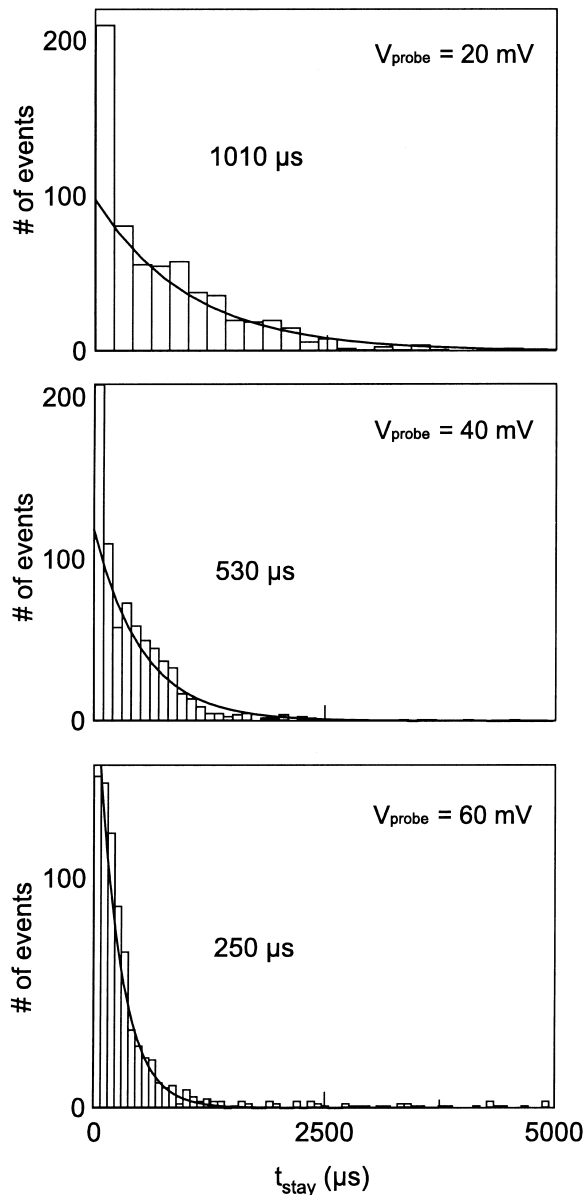 200
V_probe = 20 mV
1010 µs
# of events
100
0
200
V_probe = 40 mV
# of events
100
530 µs
0
V_probe = 60 mV
100
# of events
250 µs
0
0 2500 5000
t_stay (µs)